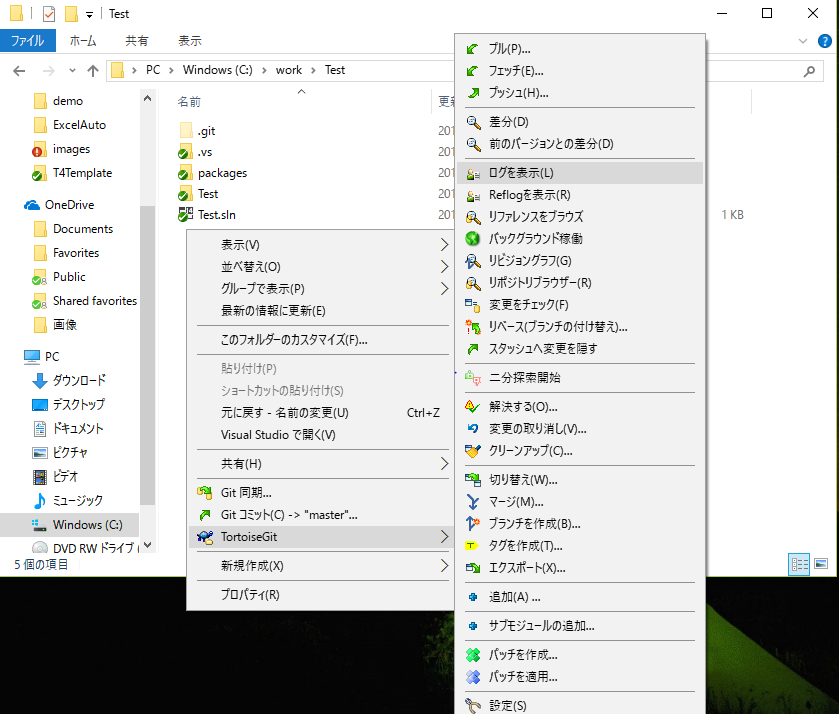 Test
ファイル
ホーム
共有
表示
PC
Windows (C:)
work
Test
demo
ExcelAuto
images
T4Template
OneDrive
Documents
Favorites
Public
Shared favorites
画像
PC
ダウンロード
デスクトップ
ドキュメント
ピクチャ
ビデオ
ミュージック
Windows (C:)
DVD RW ドライブ (
5 個の項目
名前
更新
.git
201
.vs
201
packages
201
Test
201
Test.sln
201
1 KB
表示(V)
並べ替え(O)
グループで表示(P)
最新の情報に更新(E)
このフォルダーのカスタマイズ(F)...
貼り付け(P)
ショートカットの貼り付け(S)
元に戻す - 名前の変更(U)
Ctrl+Z
Visual Studio で開く(V)
共有(H)
Git 同期...
Git コミット(C) -> "master"...
TortoiseGit
新規作成(X)
プロパティ(R)
プル(P)...
フェッチ(E)...
プッシュ(H)...
差分(D)
前のバージョンとの差分(D)
ログを表示(L)
Reflogを表示(R)
リファレンスをブラウズ
バックグラウンド稼働
リビジョングラフ(G)
リポジトリブラウザー(R)
変更をチェック(F)
リベース(ブランチの付け替え)...
スタッシュへ変更を隠す
二分探索開始
解決する(O)...
変更の取り消し(V)...
クリーンアップ(C)...
切り替え(W)...
マージ(M)...
ブランチを作成(B)...
タグを作成(T)...
エクスポート(X)...
追加(A) ...
サブモジュールの追加...
パッチを作成...
パッチを適用...
設定(S)